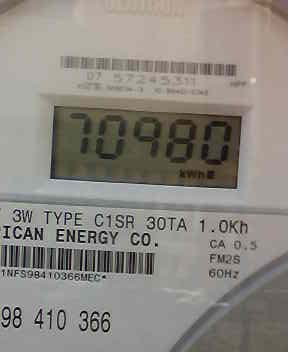 07 57245311
70980
kWh
3W TYPE C1SR 30TA 1.0Kh
ICAN ENERGY CO.
CA 0.5
FM2S
60Hz
1NFS98410366MEC*
98 410 366